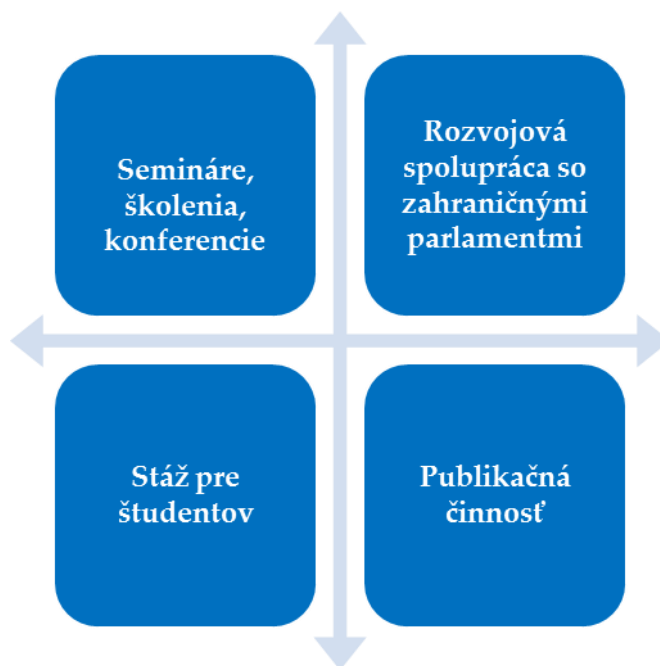 Semináre,
školenia,
konferencie
Rozvojová
spolupráca so
zahraničnými
parlamentmi
Stáž pre
študentov
Publikačná
činnosť